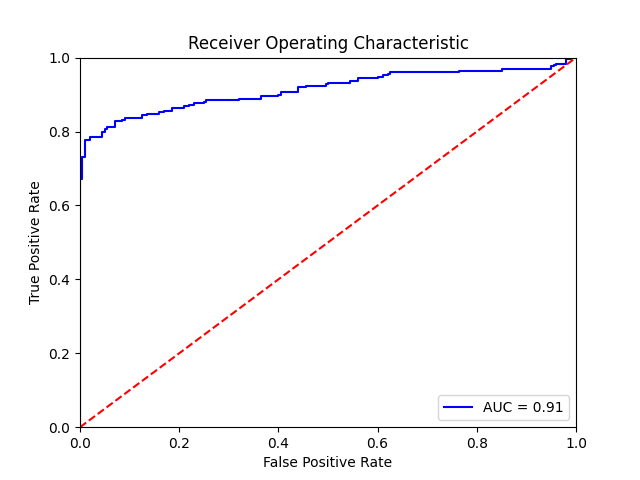 Receiver Operating Characteristic
True Positive Rate
1.0
0.8
0.6
0.4
0.2
0.0
AUC = 0.91
0.0 0.2 0.4 0.6 0.8 1.0
False Positive Rate